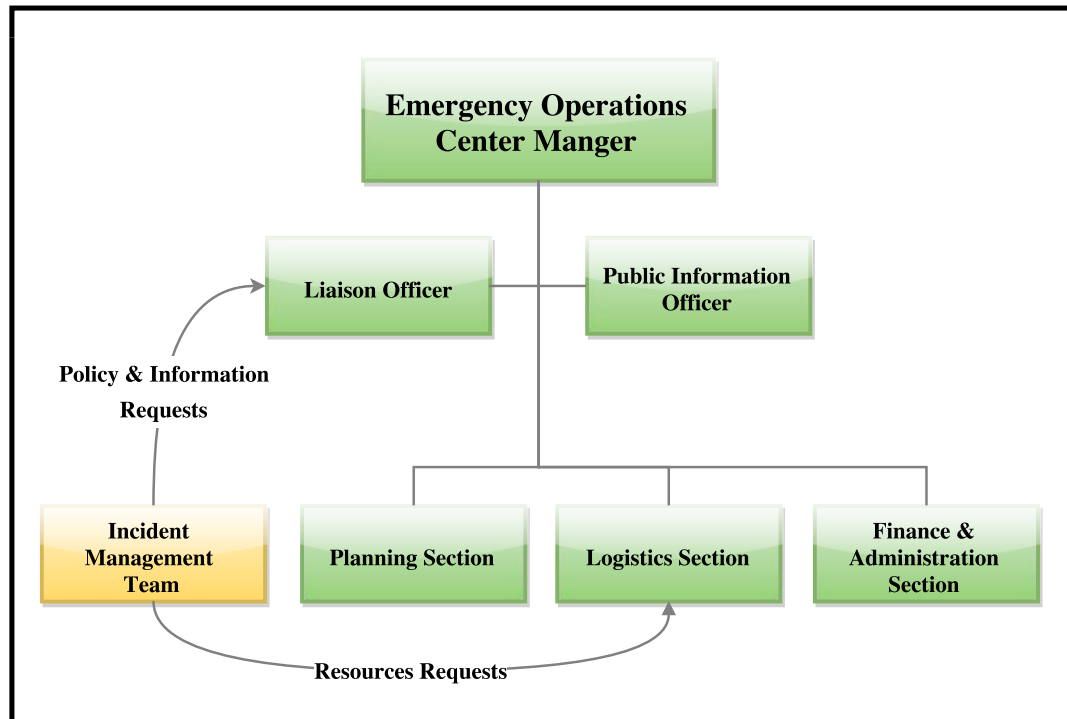 Emergency Operations
Center Manger
Liaison Officer
Public Information
Officer
Policy & Information
Requests
Incident
Management
Team
Planning Section
Logistics Section
Finance &
Administration
Section
Resources Requests